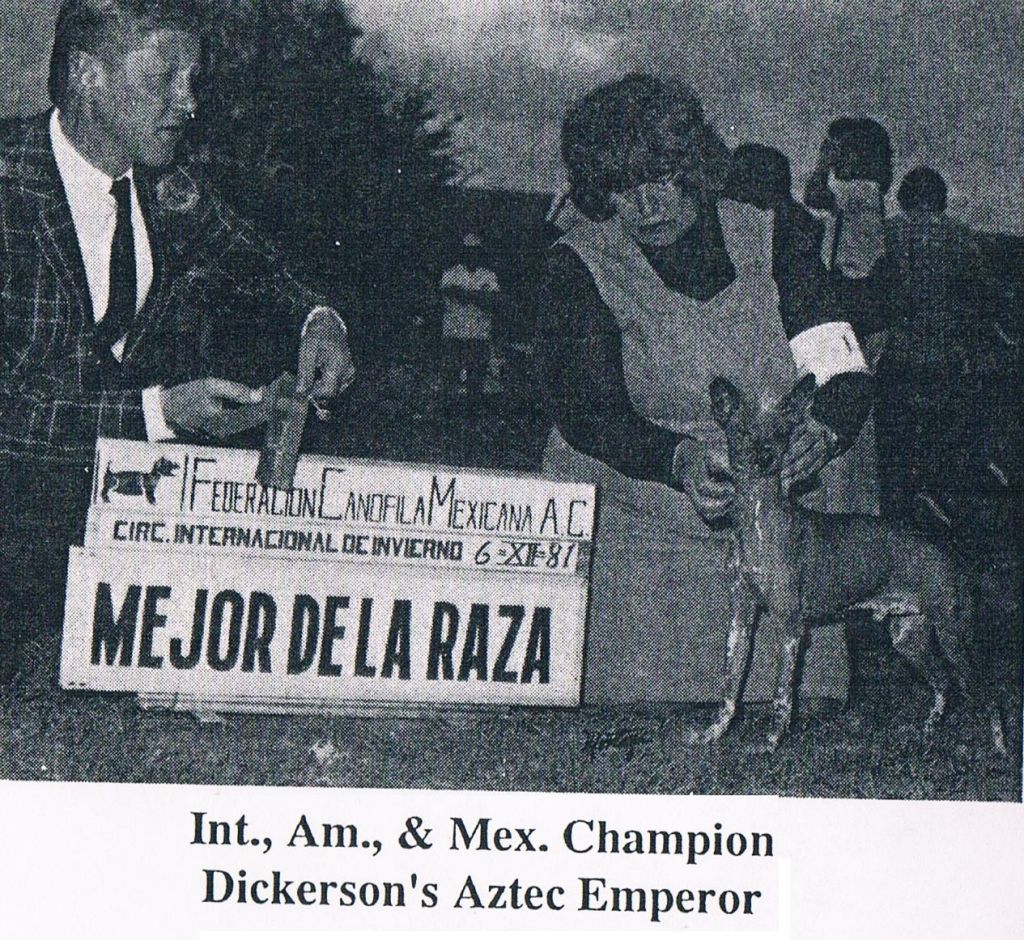 FEDERACION CANOFILA MEXICANA A.C.
CIRC. INTERNACIONAL DE INVIERNO 6-XII-81
MEJOR DE LA RAZA
Int., Am., & Mex. Champion
Dickerson's Aztec Emperor